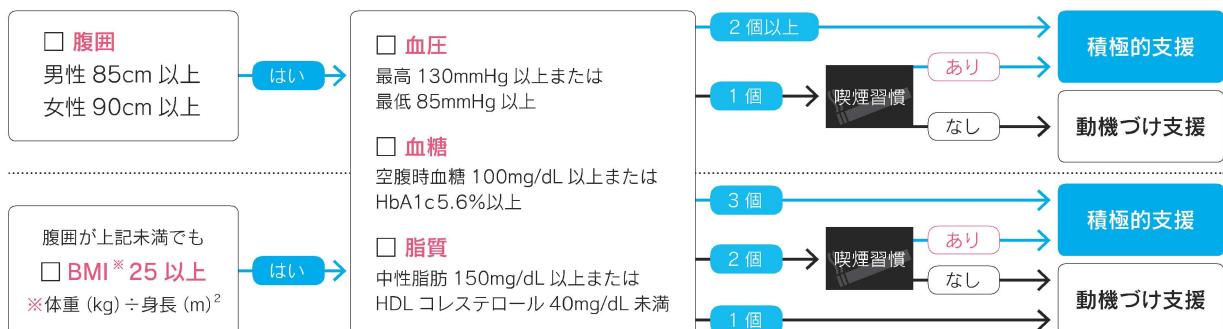 □ 腹囲
男性 85cm 以上
女性 90cm 以上
はい
□ 血圧
最高 130mmHg 以上または
最低 85mmHg 以上
□ 血糖
空腹時血糖 100mg/dL 以上または
HbA1c5.6%以上
□ 脂質
中性脂肪 150mg/dL 以上または
HDL コレステロール 40mg/dL 未満
2 個以上
1 個
喫煙習慣
あり
なし
積極的支援
動機づけ支援
腹囲が上記未満でも
□ BMI※ 25 以上
※体重 (kg) ÷身長 (m)²
はい
3 個
2 個
1 個
喫煙習慣
あり
なし
積極的支援
動機づけ支援